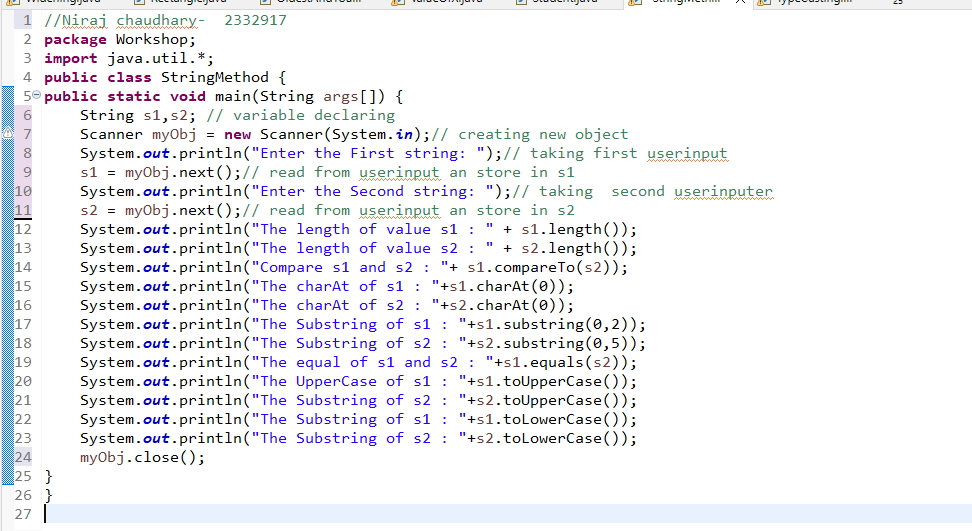 1 //Niraj chaudhary-  2332917
2 package Workshop;
3 import java.util.*;
4 public class StringMethod {
5 public static void main(String args[]) {
6     String s1,s2; // variable declaring
7     Scanner myObj = new Scanner(System.in);// creating new object
8     System.out.println("Enter the First string: ");// taking first userinput
9     s1 = myObj.next();// read from userinput an store in s1
10     System.out.println("Enter the Second string: ");// taking  second userinputer
11     s2 = myObj.next();// read from userinput an store in s2
12     System.out.println("The length of value s1 : " + s1.length());
13     System.out.println("The length of value s2 : " + s2.length());
14     System.out.println("Compare s1 and s2 : "+ s1.compareTo(s2));
15     System.out.println("The charAt of s1 : "+s1.charAt(0));
16     System.out.println("The charAt of s2 : "+s2.charAt(0));
17     System.out.println("The Substring of s1 : "+s1.substring(0,2));
18     System.out.println("The Substring of s2 : "+s2.substring(0,5));
19     System.out.println("The equal of s1 and s2 : "+s1.equals(s2));
20     System.out.println("The UpperCase of s1 : "+s1.toUpperCase());
21     System.out.println("The Substring of s2 : "+s2.toUpperCase());
22     System.out.println("The Substring of s1 : "+s1.toLowerCase());
23     System.out.println("The Substring of s2 : "+s2.toLowerCase());
24     myObj.close();
25 }
26 }
27